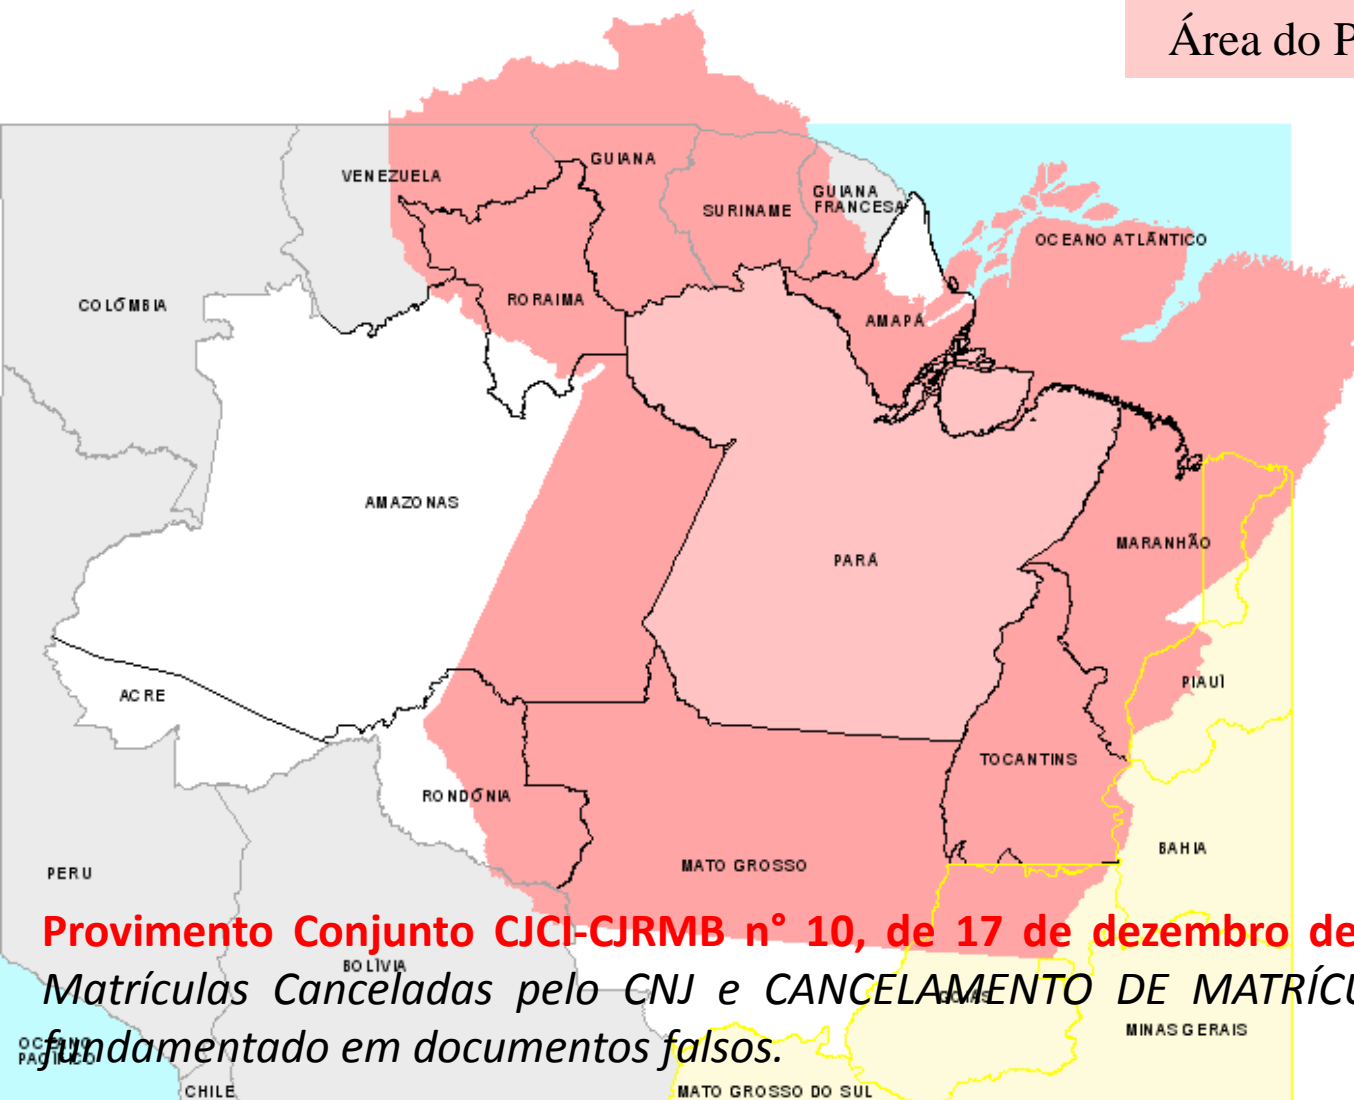 Área do P
GUIANA
VENEZUELA
GUIANA
FRANCESA
SURINAME
OCEANO ATLÂNTICO
COLÔMBIA
RORAIMA
AMAPÁ
AMAZONAS
MARANHÃO
PARÁ
PIAUÍ
ACRE
TOCANTINS
RONDÔNIA
BAHIA
MATO GROSSO
PERU
Provimento Conjunto CJCI-CJRMB n° 10, de 17 de dezembro de
BOLÍVIA
Matrículas Canceladas pelo CNJ e CANCELAMENTO DE MATRÍCU
GOIÁS
MINAS GERAIS
fundamentado em documentos falsos.
OCEANO
PACÍFICO
CHILE
MATO GROSSO DO SUL